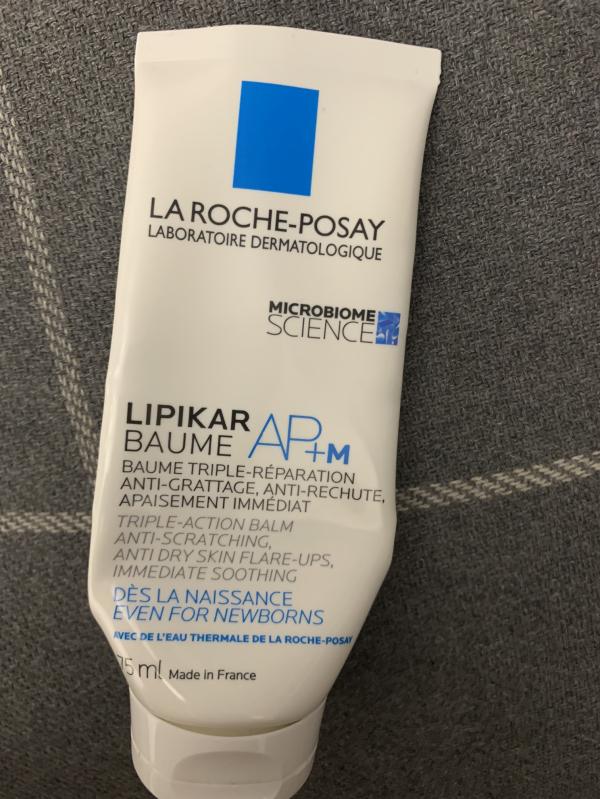 LA ROCHE-POSAY
LABORATOIRE DERMATOLOGIQUE
MICROBIOME
SCIENCE
LIPIKAR
BAUME AP+M
BAUME TRIPLE-RÉPARATION
ANTI-GRATTAGE, ANTI-RECHUTE,
APAISEMENT IMMÉDIAT
TRIPLE-ACTION BALM
ANTI-SCRATCHING,
ANTI DRY SKIN FLARE-UPS,
IMMEDIATE SOOTHING
DÈS LA NAISSANCE
EVEN FOR NEWBORNS
AVEC DE L'EAU THERMALE DE LA ROCHE-POSAY
75 ml Made in France